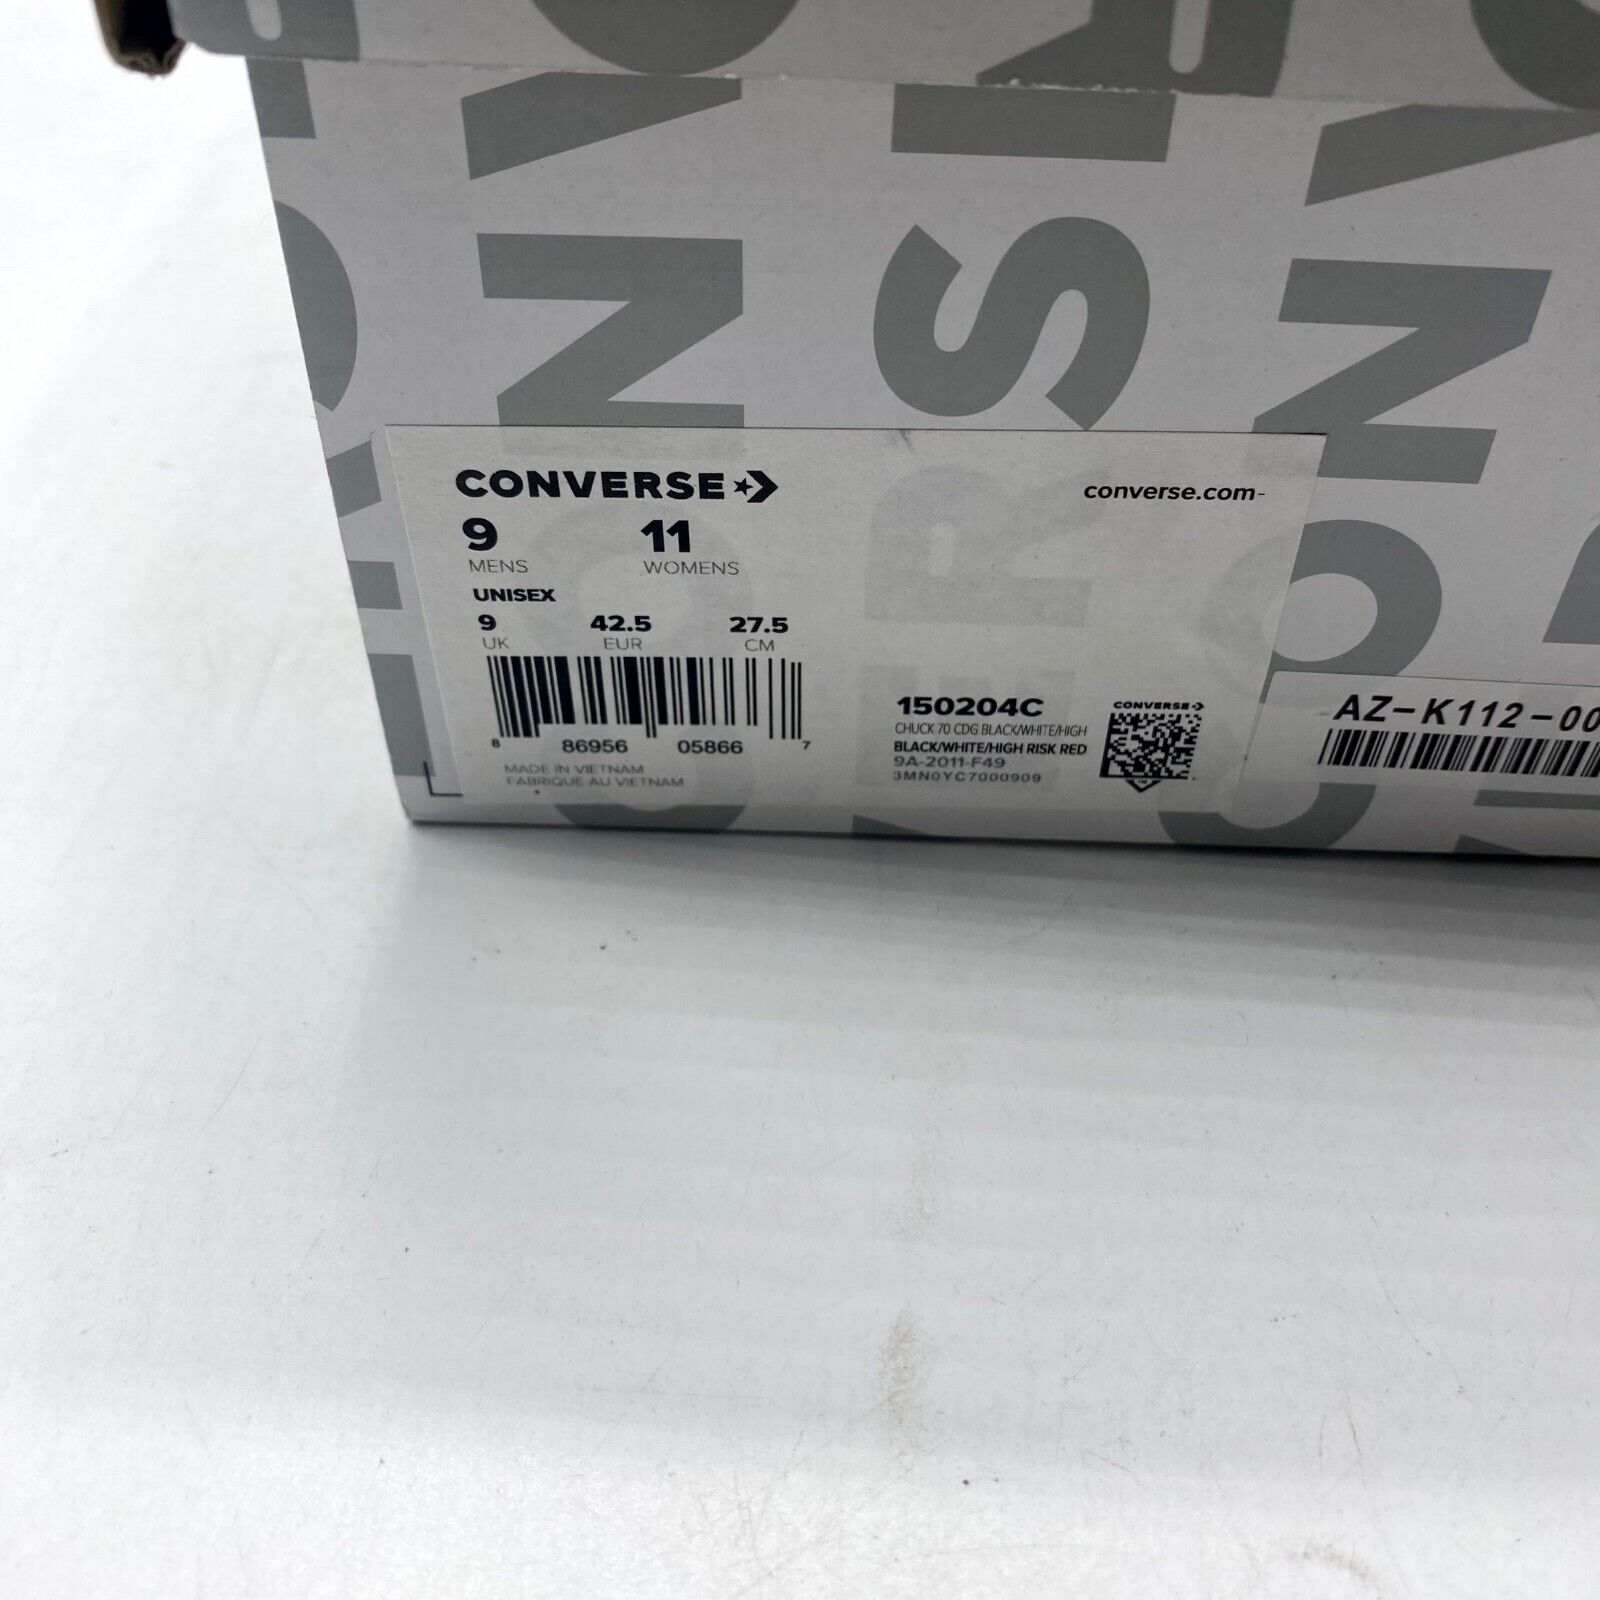 CONVERSE
converse.com
9 11
MENS WOMENS
UNISEX
9 42.5 27.5
UK EUR CM
8 86956 05866 7
MADE IN VIETNAM
FABRIQUE AU VIETNAM
150204C
CHUCK 70 CDG BLACK/WHITE/HIGH
BLACK/WHITE/HIGH RISK RED
9A-2011-F49
3MN0YC7000909
CONVERSE
AZ-K112-00